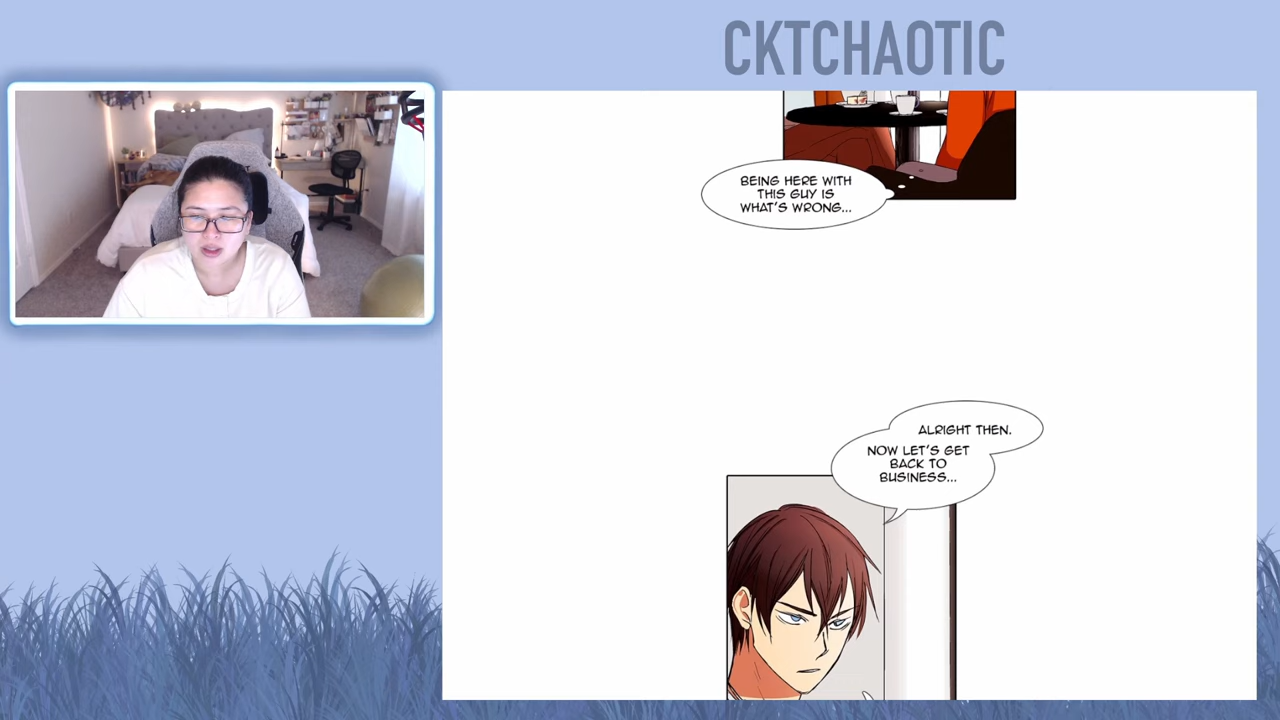 CKTCHAOTIC
BEING HERE WITH
THIS GUY IS
WHAT'S WRONG...
ALRIGHT THEN.
NOW LET'S GET
BACK TO
BUSINESS...